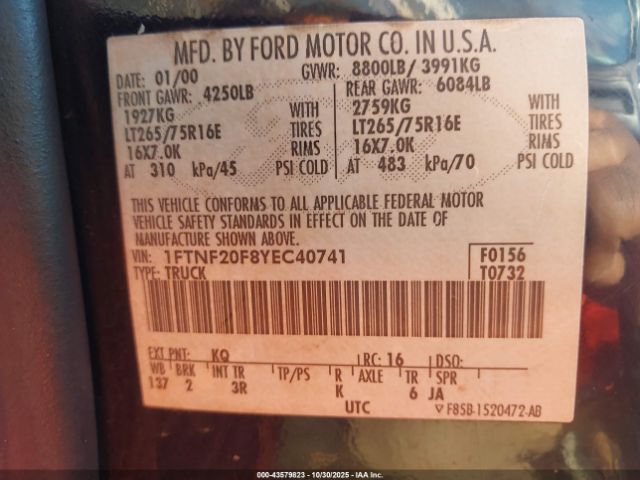 MFD. BY FORD MOTOR CO. IN U.S.A.
DATE: 01/00 GVWR: 8800LB/ 3991KG
FRONT GAWR: 4250LB REAR GAWR: 6084LB
1927KG WITH 2759KG WITH
LT265/75R16E TIRES LT265/75R16E TIRES
16X7.0K RIMS 16X7.0K RIMS
AT 310 kPa/45 PSI COLD AT 483 kPa/70 PSI COLD
THIS VEHICLE CONFORMS TO ALL APPLICABLE FEDERAL MOTOR
VEHICLE SAFETY STANDARDS IN EFFECT ON THE DATE OF
MANUFACTURE SHOWN ABOVE.
VIN: 1FTNF20F8YEC40741 F0156
TYPE: TRUCK T0732
EXT PNT: KQ RC: 16 DSO:
WB BRK INT TR TP/PS R AXLE TR SPR
137 2 3R K 6 JA
UTC F85B-1520472-AB
00-43579823 - 10/30/2025 - IAA Inc.